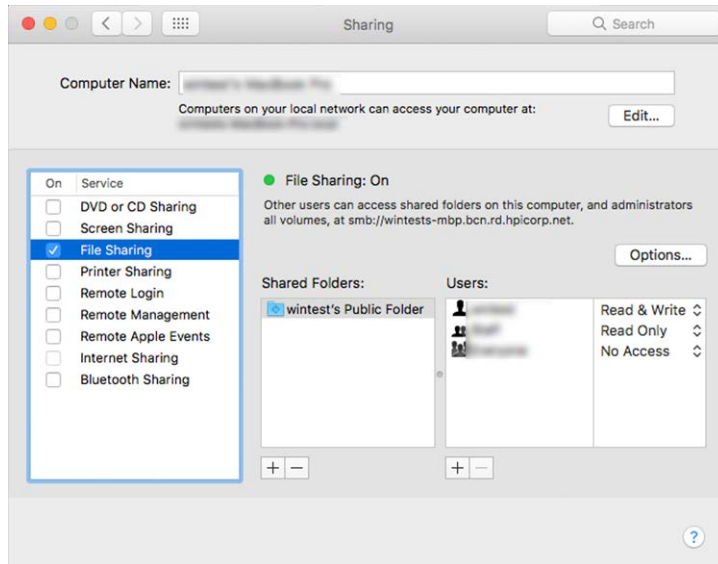 Sharing
Search
Computer Name:
Computers on your local network can access your computer at:
Edit...
On Service
DVD or CD Sharing
Screen Sharing
File Sharing
Printer Sharing
Remote Login
Remote Management
Remote Apple Events
Internet Sharing
Bluetooth Sharing
File Sharing: On
Other users can access shared folders on this computer, and administrators
all volumes, at smb://wintests-mbp.bcn.rd.hpicorp.net.
Options...
Shared Folders:
wintest's Public Folder
Users:
Read & Write
Read Only
No Access
+ −
+ −
?